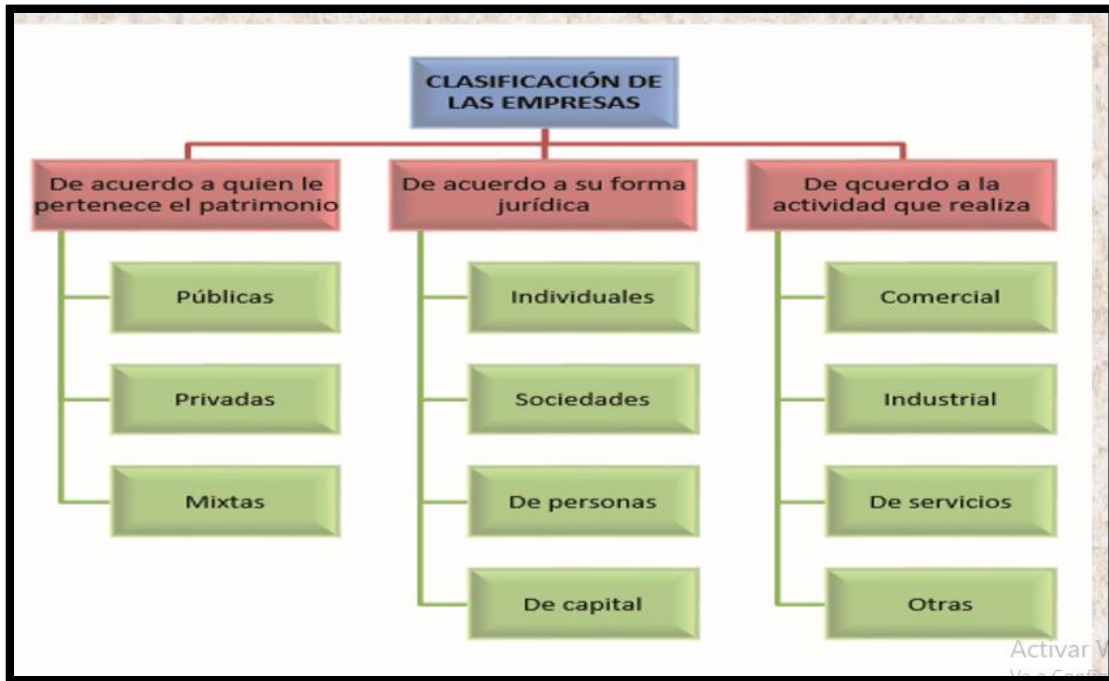 CLASIFICACIÓN DE
LAS EMPRESAS
De acuerdo a quien le
pertenece el patrimonio
Públicas
Privadas
Mixtas
De acuerdo a su forma
jurídica
Individuales
Sociedades
De personas
De capital
De qcuerdo a la
actividad que realiza
Comercial
Industrial
De servicios
Otras
Activar